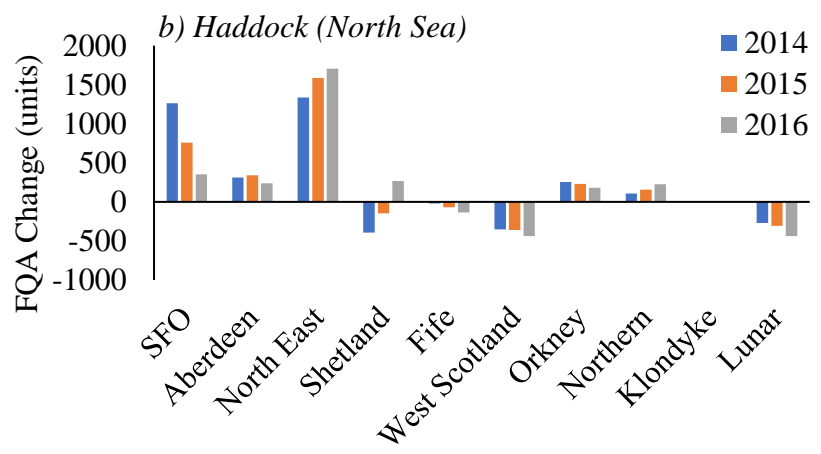 b) Haddock (North Sea)
FQA Change (units)
2000
1500
1000
500
0
-500
-1000
2014
2015
2016
SFO
Aberdeen
North East
Shetland
Fife
West Scotland
Orkney
Northern
Klondyke
Lunar